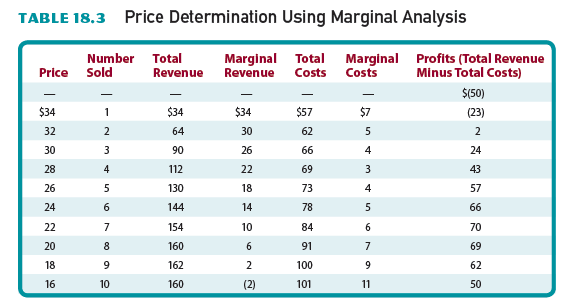 TABLE 18.3 Price Determination Using Marginal Analysis
Number Total Marginal Total Marginal Profits (Total Revenue
Price Sold Revenue Revenue Costs Costs Minus Total Costs)
— — — — — — $(50)
$34 1 $34 $34 $57 $7 (23)
32 2 64 30 62 5 2
30 3 90 26 66 4 24
28 4 112 22 69 3 43
26 5 130 18 73 4 57
24 6 144 14 78 5 66
22 7 154 10 84 6 70
20 8 160 6 91 7 69
18 9 162 2 100 9 62
16 10 160 (2) 101 11 50